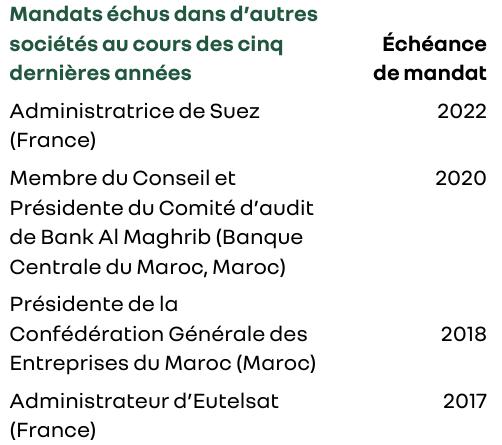 Mandats échus dans d’autres
sociétés au cours des cinq
dernières années
Échéance
de mandat
Administratrice de Suez
(France)
2022
Membre du Conseil et
Présidente du Comité d’audit
de Bank Al Maghrib (Banque
Centrale du Maroc, Maroc)
2020
Présidente de la
Confédération Générale des
Entreprises du Maroc (Maroc)
2018
Administrateur d’Eutelsat
(France)
2017